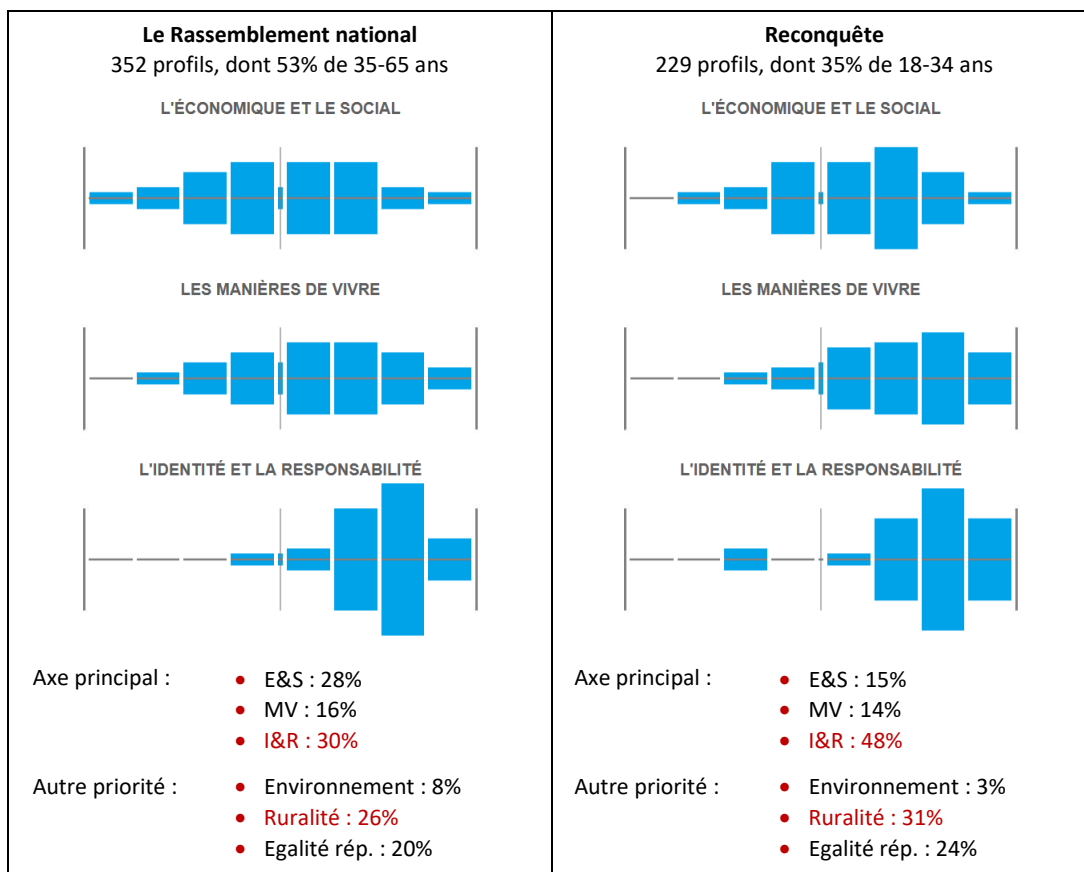 Le Rassemblement national
352 profils, dont 53% de 35-65 ans
L'ÉCONOMIQUE ET LE SOCIAL
LES MANIÈRES DE VIVRE
L'IDENTITÉ ET LA RESPONSABILITÉ
Axe principal :
• E&S : 28%
• MV : 16%
• I&R : 30%
Autre priorité :
• Environnement : 8%
• Ruralité : 26%
• Egalité rép. : 20%
Reconquête
229 profils, dont 35% de 18-34 ans
L'ÉCONOMIQUE ET LE SOCIAL
LES MANIÈRES DE VIVRE
L'IDENTITÉ ET LA RESPONSABILITÉ
Axe principal :
• E&S : 15%
• MV : 14%
• I&R : 48%
Autre priorité :
• Environnement : 3%
• Ruralité : 31%
• Egalité rép. : 24%